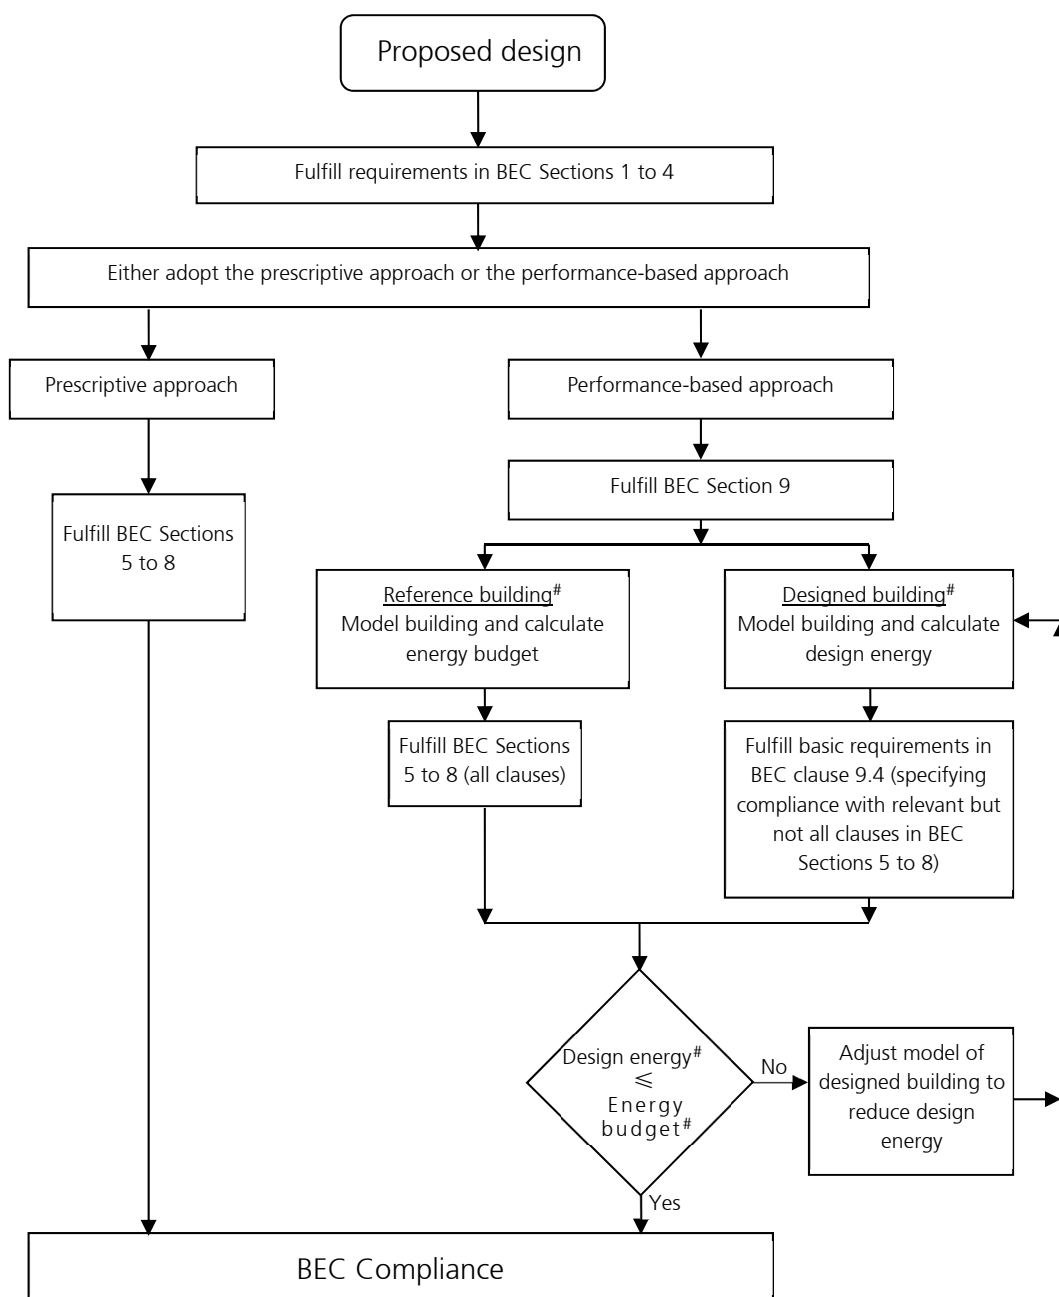 Proposed design
Fulfill requirements in BEC Sections 1 to 4
Either adopt the prescriptive approach or the performance-based approach
Prescriptive approach
Performance-based approach
Fulfill BEC Section 9
Fulfill BEC Sections
5 to 8
Reference building#
Model building and calculate
energy budget
Designed building#
Model building and calculate
design energy
Fulfill BEC Sections
5 to 8 (all clauses)
Fulfill basic requirements in
BEC clause 9.4 (specifying
compliance with relevant but
not all clauses in BEC
Sections 5 to 8)
Design energy#
≤
Energy
budget#
No
Adjust model of
designed building to
reduce design
energy
Yes
BEC Compliance